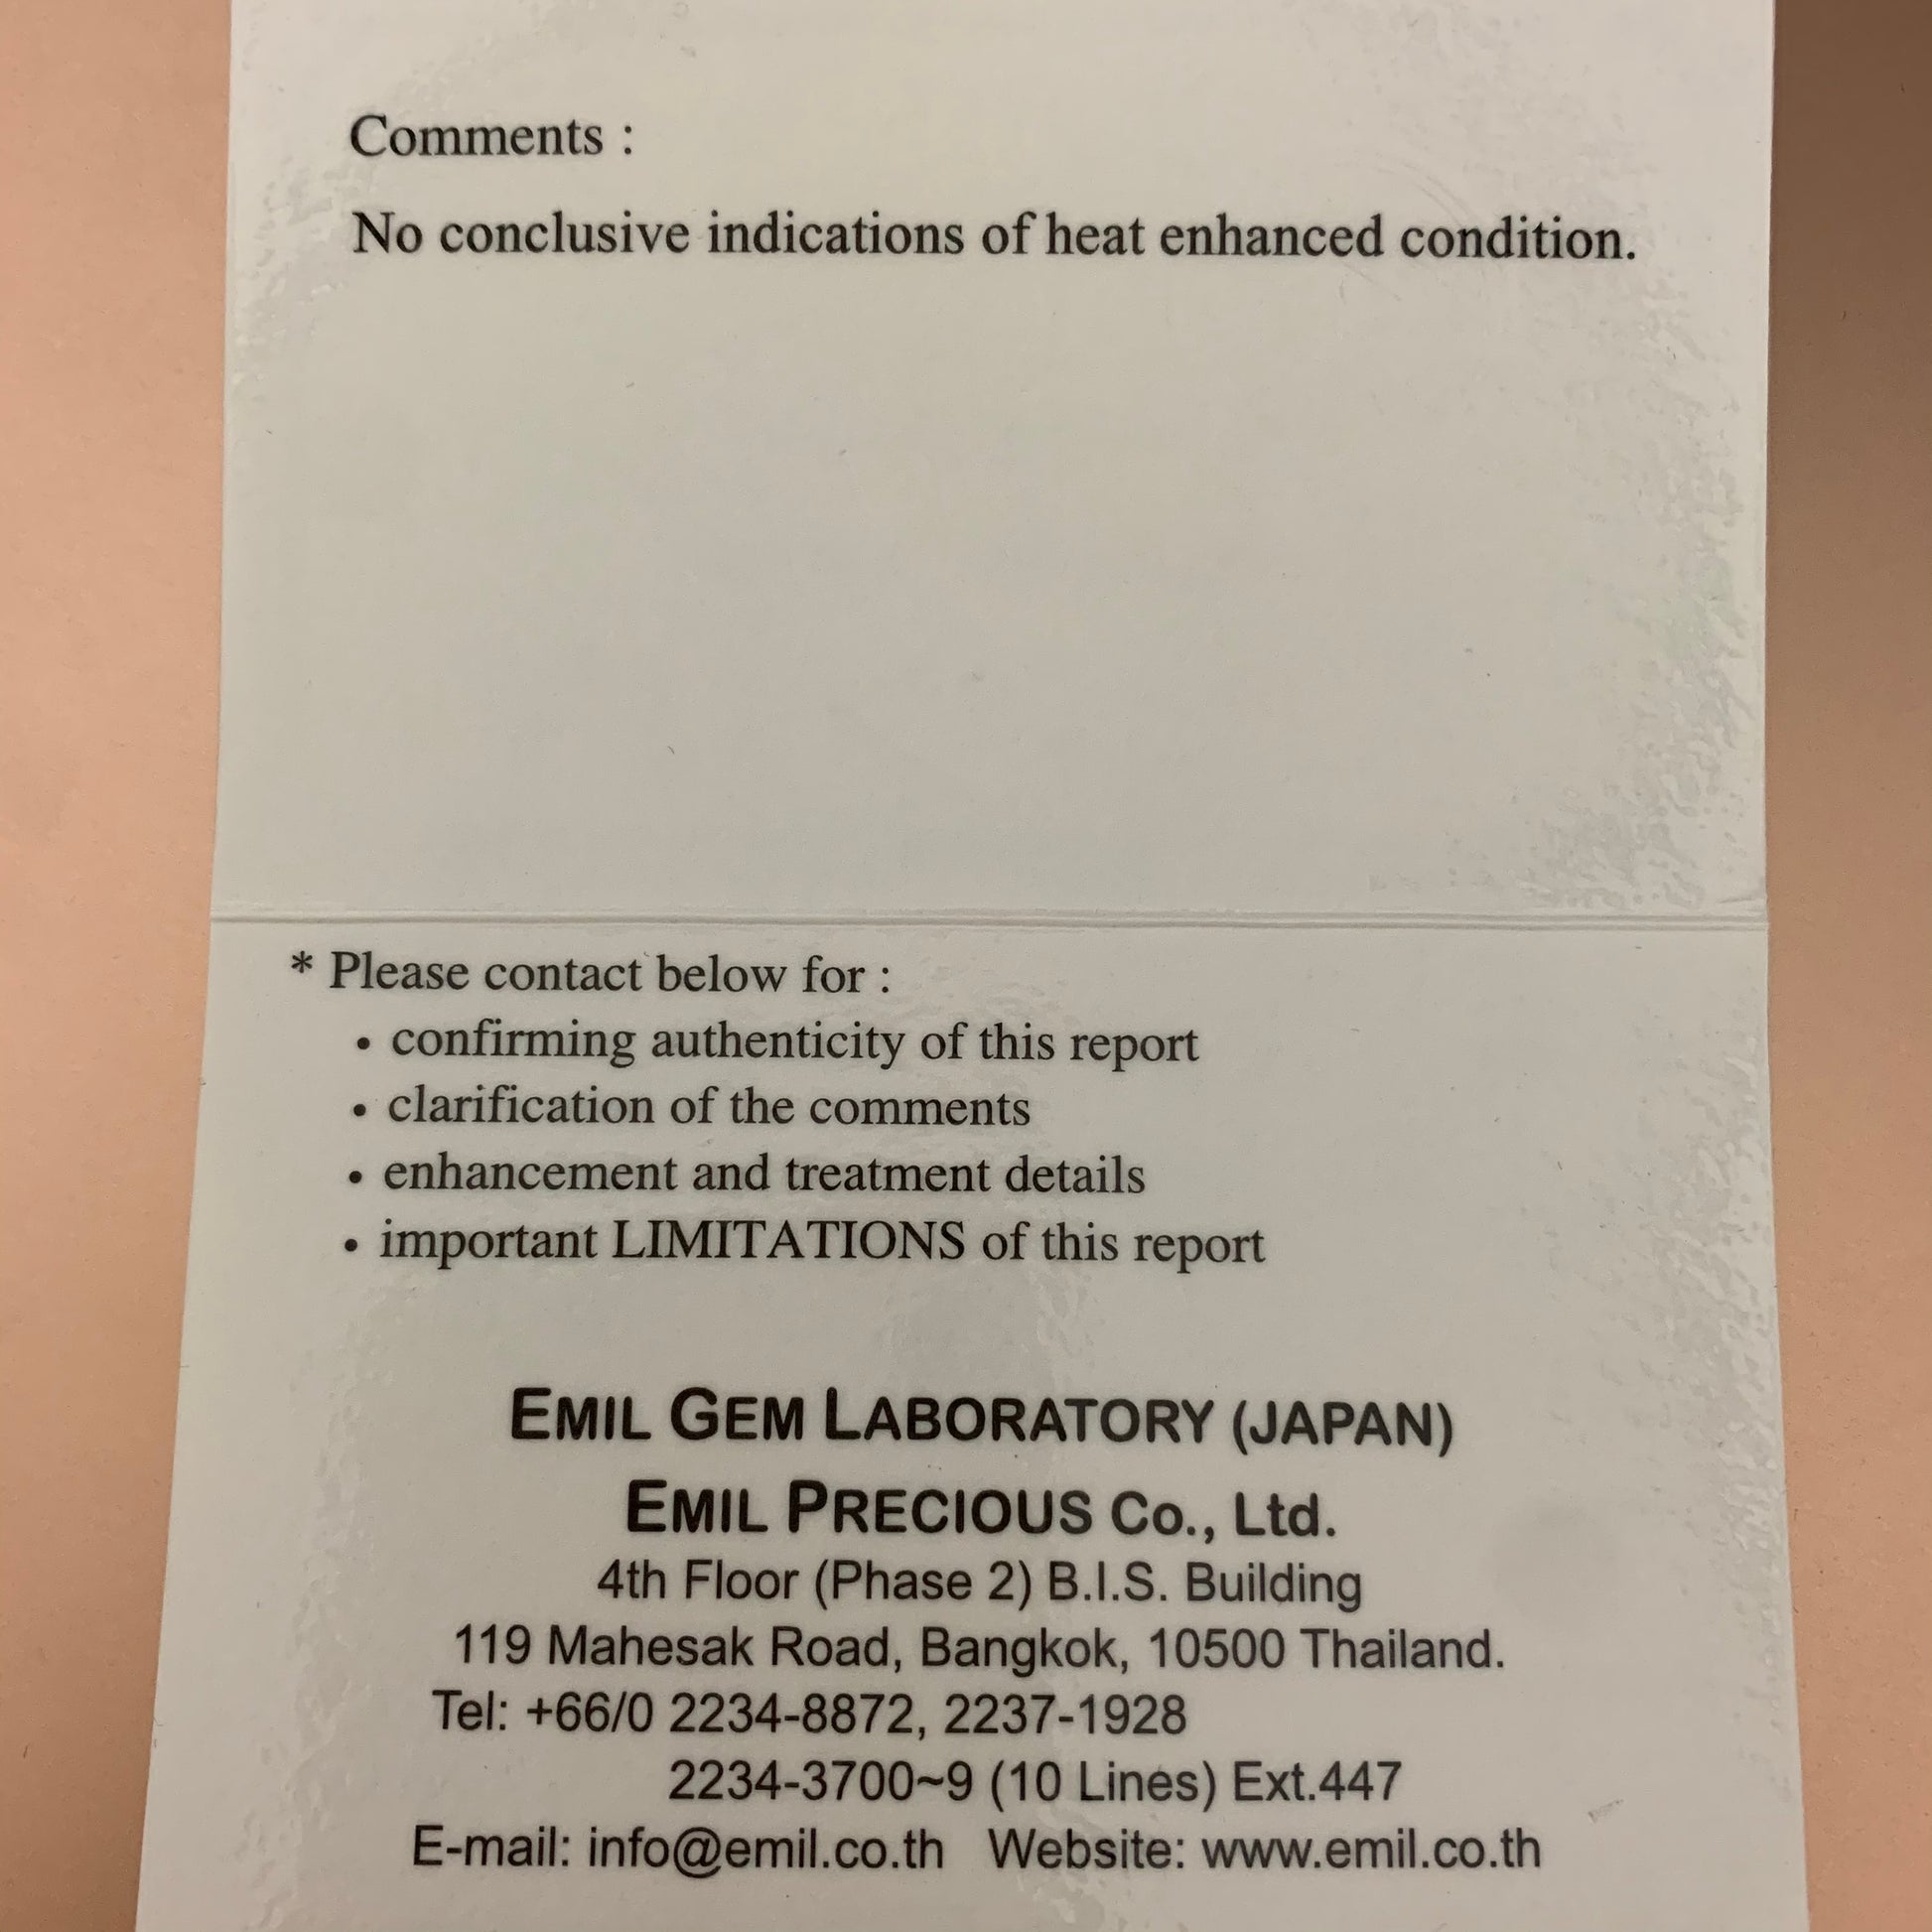 Comments :
No conclusive indications of heat enhanced condition.
* Please contact below for :
• confirming authenticity of this report
• clarification of the comments
• enhancement and treatment details
• important LIMITATIONS of this report
EMIL GEM LABORATORY (JAPAN)
EMIL PRECIOUS Co., Ltd.
4th Floor (Phase 2) B.I.S. Building
119 Mahesak Road, Bangkok, 10500 Thailand.
Tel: +66/0 2234-8872, 2237-1928
2234-3700~9 (10 Lines) Ext.447
E-mail: info@emil.co.th Website: www.emil.co.th